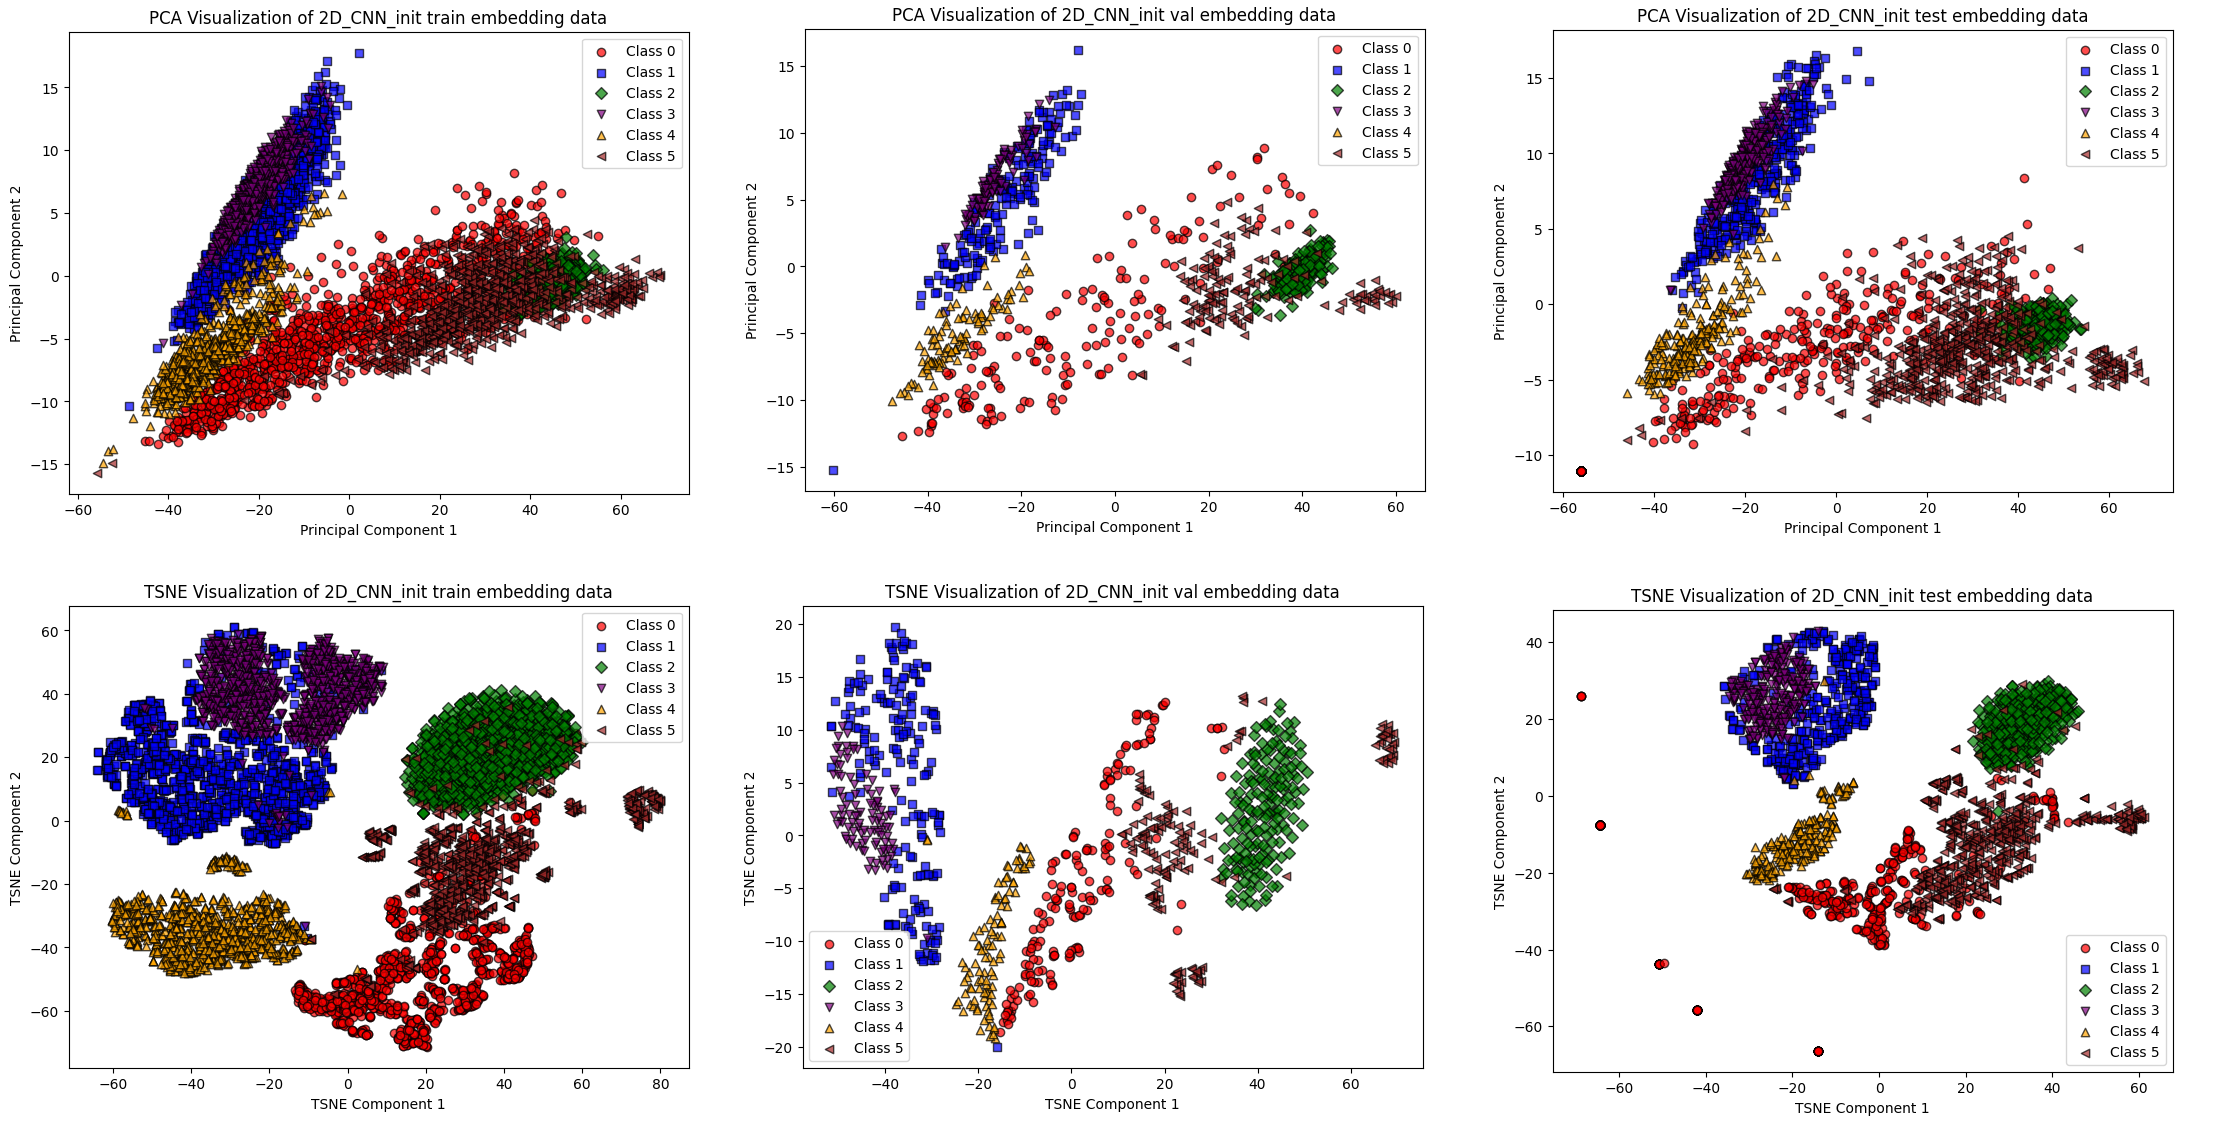 PCA Visualization of 2D_CNN_init train embedding data
Principal Component 2
15
10
5
0
−5
−10
−15
−60
−40
−20
0
20
40
60
Principal Component 1
Class 0
Class 1
Class 2
Class 3
Class 4
Class 5
PCA Visualization of 2D_CNN_init val embedding data
Principal Component 2
15
10
5
0
−5
−10
−15
−60
−40
−20
0
20
40
60
Principal Component 1
Class 0
Class 1
Class 2
Class 3
Class 4
Class 5
PCA Visualization of 2D_CNN_init test embedding data
Principal Component 2
15
10
5
0
−5
−10
−60
−40
−20
0
20
40
60
Principal Component 1
Class 0
Class 1
Class 2
Class 3
Class 4
Class 5
TSNE Visualization of 2D_CNN_init train embedding data
TSNE Component 2
60
40
20
0
−20
−40
−60
−60
−40
−20
0
20
40
60
80
TSNE Component 1
Class 0
Class 1
Class 2
Class 3
Class 4
Class 5
TSNE Visualization of 2D_CNN_init val embedding data
TSNE Component 2
20
15
10
5
0
−5
−10
−15
−20
−40
−20
0
20
40
60
TSNE Component 1
Class 0
Class 1
Class 2
Class 3
Class 4
Class 5
TSNE Visualization of 2D_CNN_init test embedding data
TSNE Component 2
40
20
0
−20
−40
−60
−60
−40
−20
0
20
40
60
TSNE Component 1
Class 0
Class 1
Class 2
Class 3
Class 4
Class 5